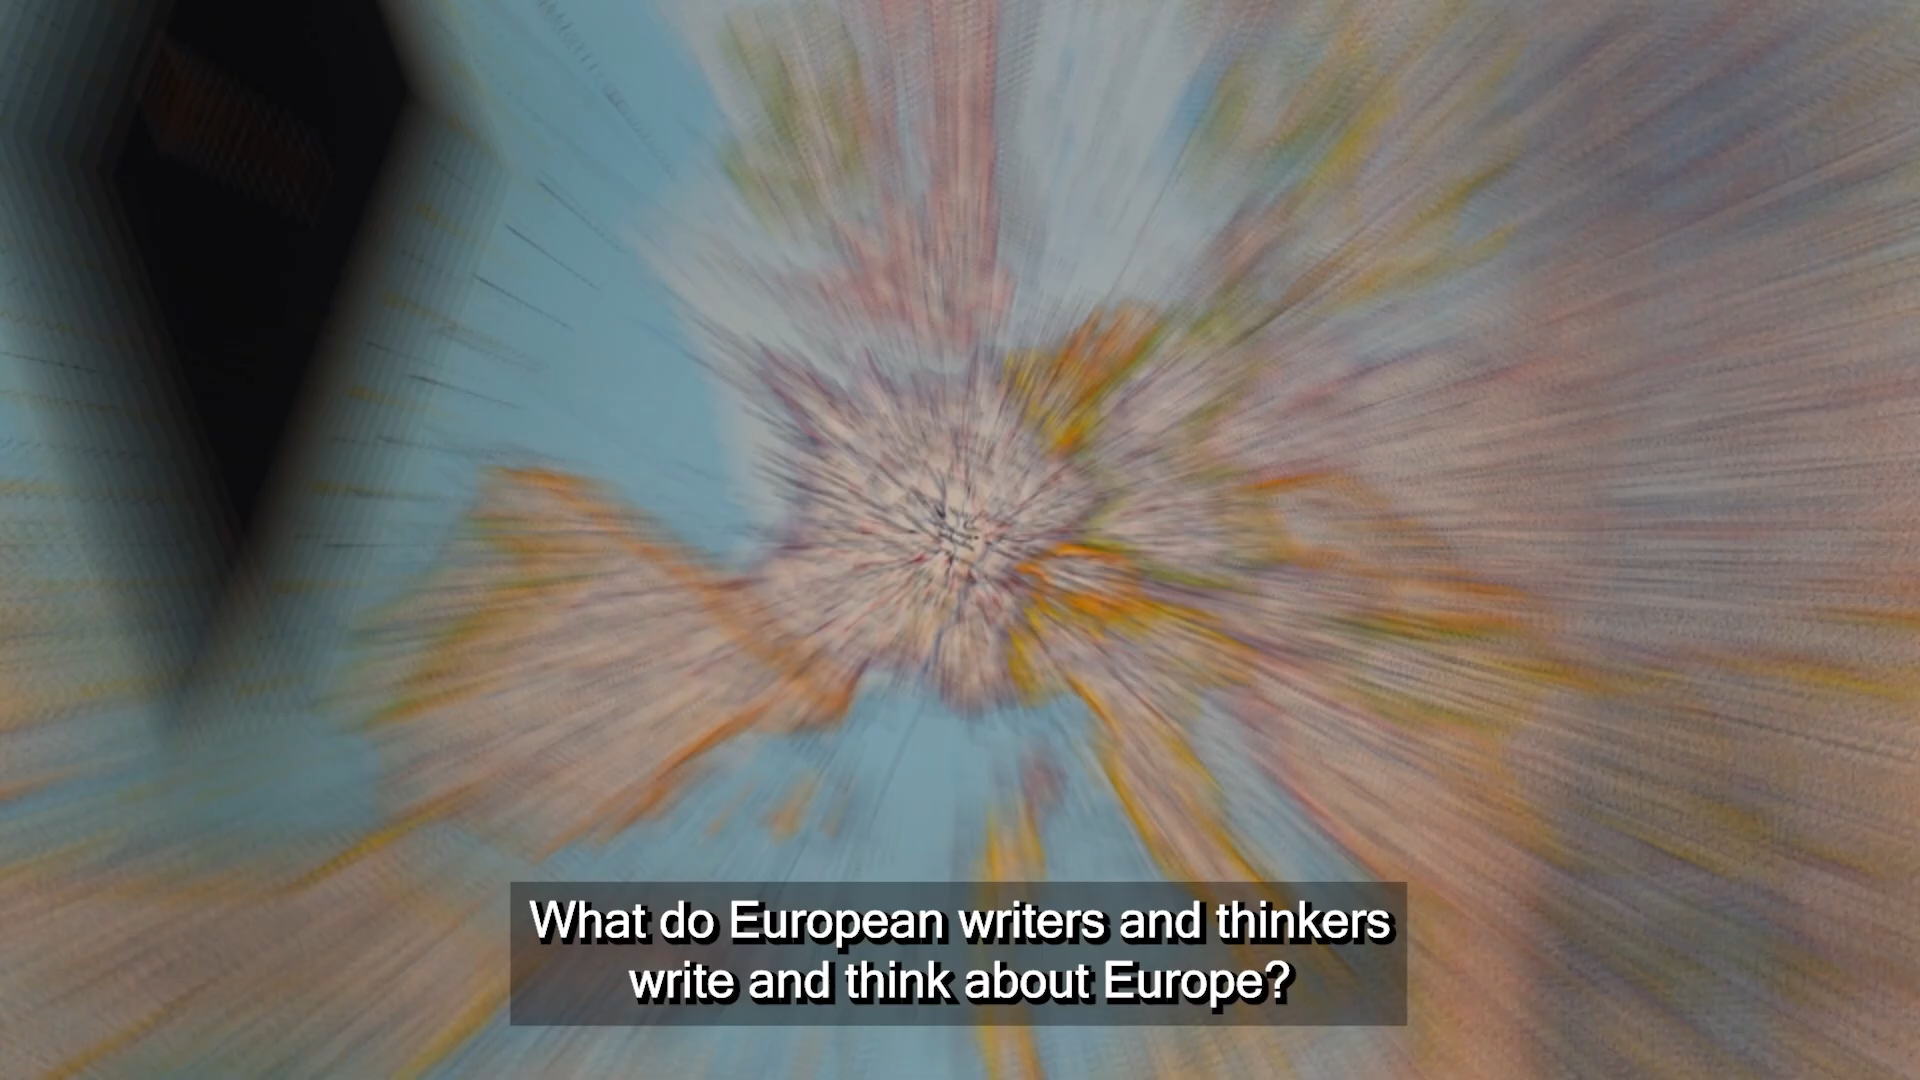 What do European writers and thinkers
write and think about Europe?